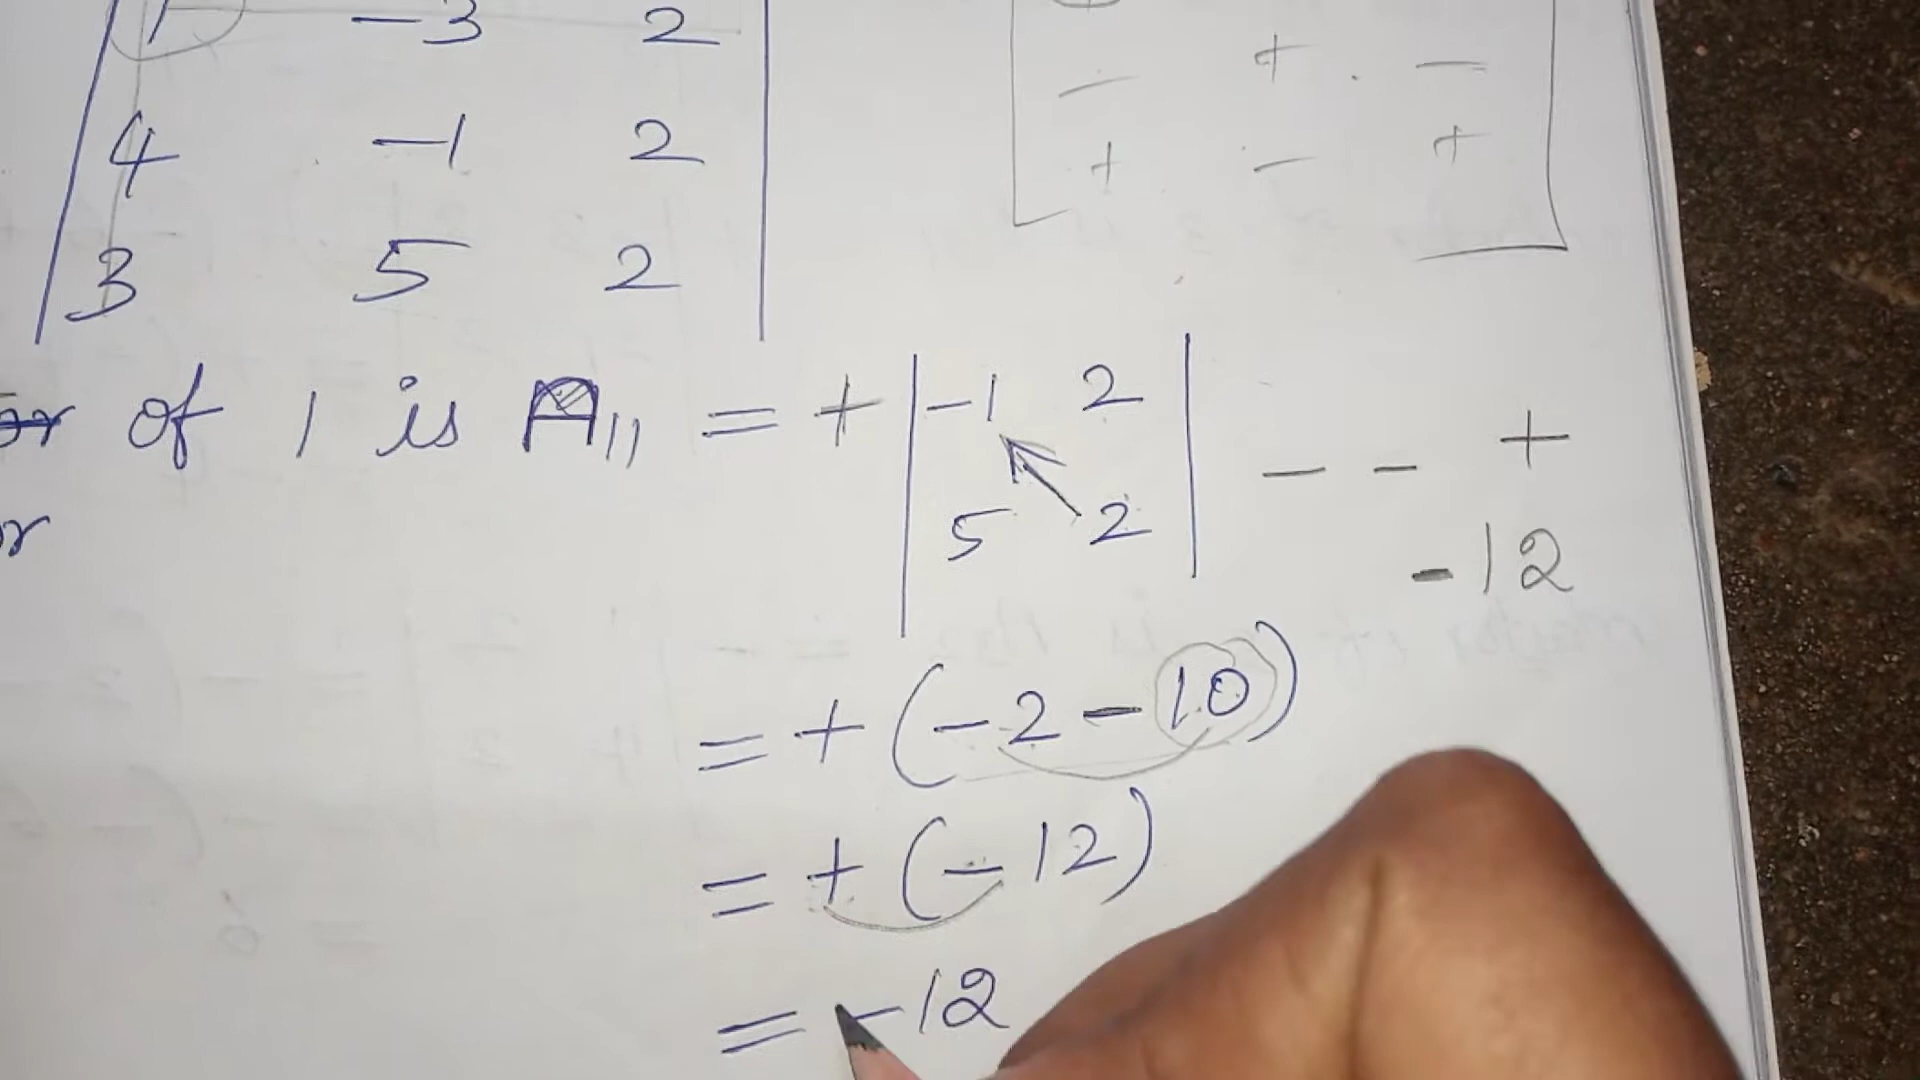 1 -3 2
4 -1 2
3 5 2
- + -
+ - +
of 1 is A11 = + | -1 2 |
5 2
- - +
-12
= + (-2 - 10)
= + (-12)
= -12